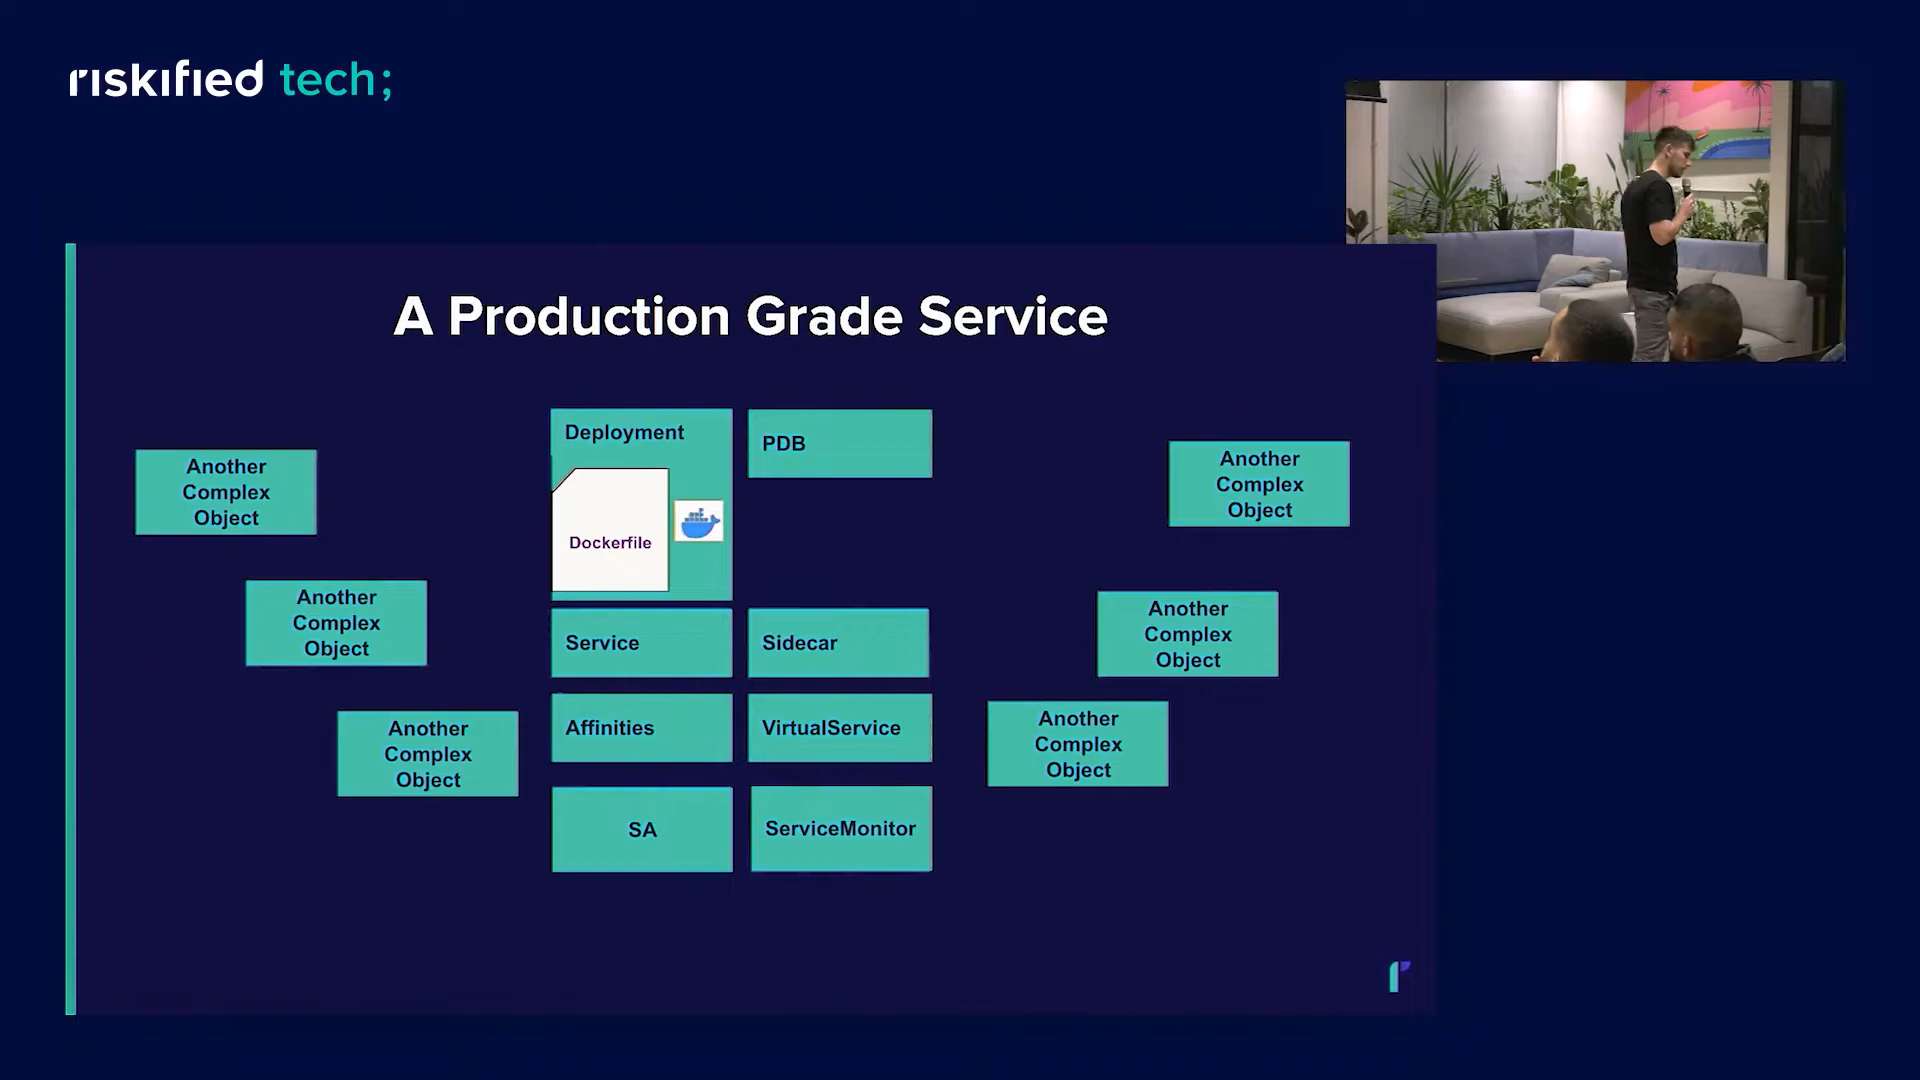 riskified tech;
A Production Grade Service
Deployment
Dockerfile
PDB
Another
Complex
Object
Another
Complex
Object
Another
Complex
Object
Service
Sidecar
Affinities
VirtualService
SA
ServiceMonitor
Another
Complex
Object
Another
Complex
Object
Another
Complex
Object